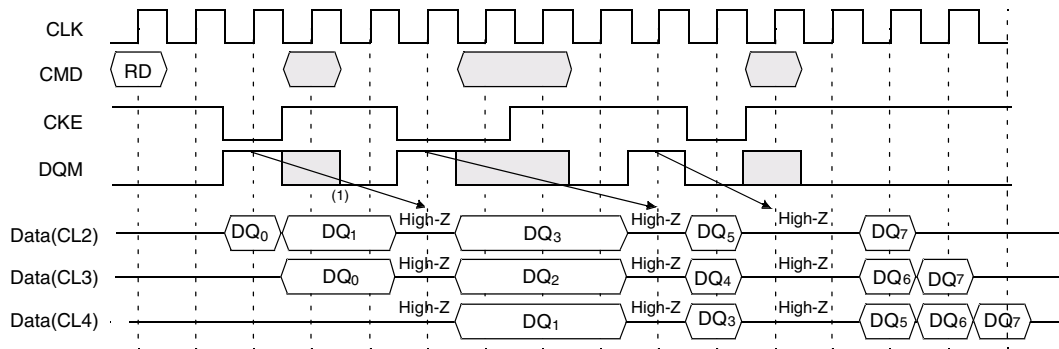 CLK
CMD RD
CKE
DQM
(1)
High-Z High-Z High-Z
Data(CL2) DQ0 DQ1 DQ3 DQ5 DQ7
High-Z High-Z High-Z
Data(CL3) DQ0 DQ2 DQ4 DQ6 DQ7
High-Z High-Z High-Z
Data(CL4) DQ1 DQ3 DQ5 DQ6 DQ7